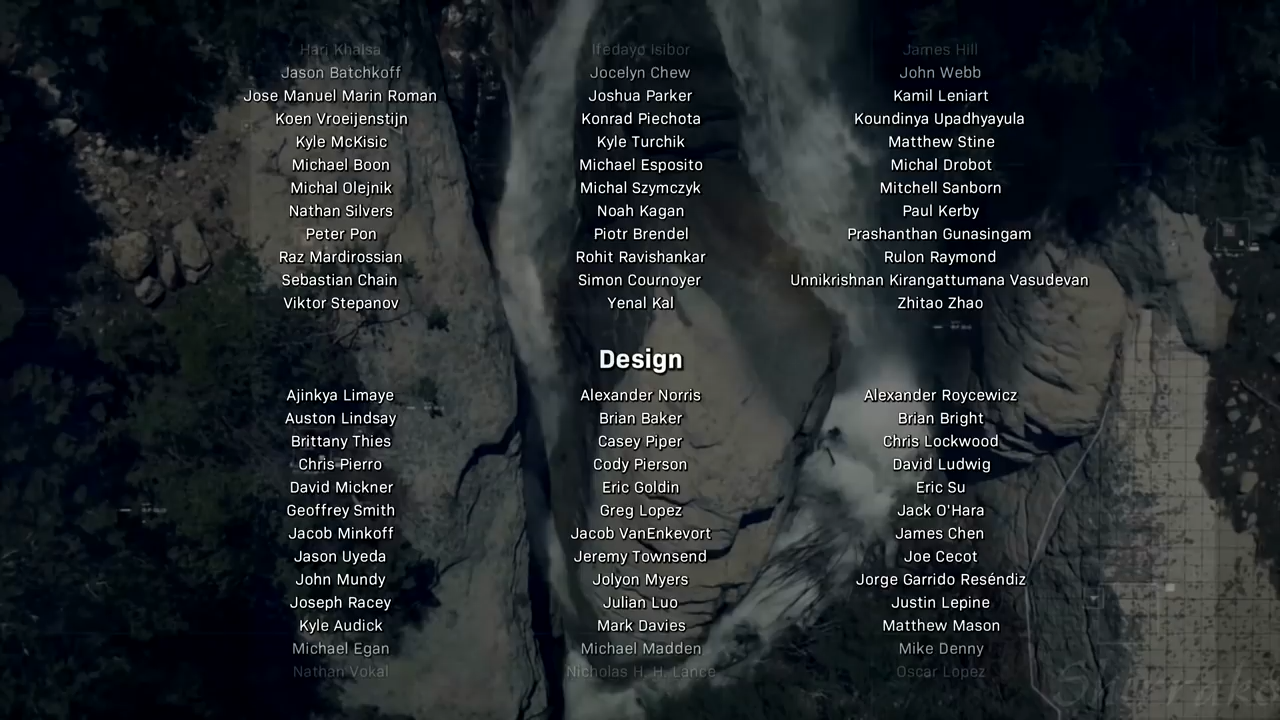 Hari Khalsa Ifedayo Isibor James Hill
Jason Batchkoff Jocelyn Chew John Webb
Jose Manuel Marin Roman Joshua Parker Kamil Leniart
Koen Vroeijenstijn Konrad Piechota Koundinya Upadhyayula
Kyle McKisic Kyle Turchik Matthew Stine
Michael Boon Michael Esposito Michal Drobot
Michal Olejnik Michal Szymczyk Mitchell Sanborn
Nathan Silvers Noah Kagan Paul Kerby
Peter Pon Piotr Brendel Prashanthan Gunasingam
Raz Mardirossian Rohit Ravishankar Rulon Raymond
Sebastian Chain Simon Cournoyer Unnikrishnan Kirangattumana Vasudevan
Viktor Stepanov Yenal Kal Zhitao Zhao
Design
Ajinkya Limaye Alexander Norris Alexander Roycewicz
Auston Lindsay Brian Baker Brian Bright
Brittany Thies Casey Piper Chris Lockwood
Chris Pierro Cody Pierson David Ludwig
David Mickner Eric Goldin Eric Su
Geoffrey Smith Greg Lopez Jack O'Hara
Jacob Minkoff Jacob VanEnkevort James Chen
Jason Uyeda Jeremy Townsend Joe Cecot
John Mundy Jolyon Myers Jorge Garrido Reséndiz
Joseph Racey Julian Luo Justin Lepine
Kyle Audick Mark Davies Matthew Mason
Michael Egan Michael Madden Mike Denny
Nathan Vokal Nicholas H. H. Lance Oscar Lopez